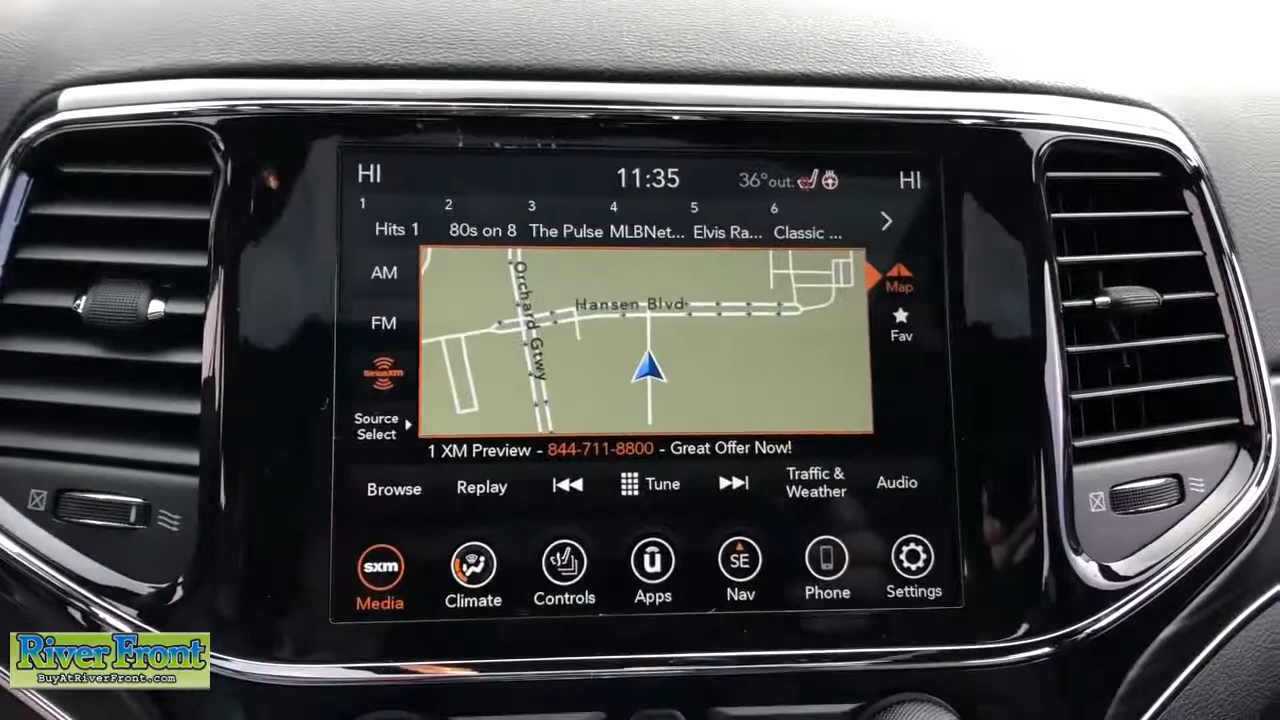 HI 11:35 36°out. HI
1 2 3 4 5 6
Hits 1 80s on 8 The Pulse MLBNet... Elvis Ra... Classic ...
AM
FM
SiriusXM
Source
Select
Orchard Gtwy
Hansen Blvd
Map
Fav
1 XM Preview - 844-711-8800 - Great Offer Now!
Browse Replay Tune Traffic & Weather Audio
sxm SE
Media Climate Controls Apps Nav Phone Settings
River Front
BuyAtRiverFront.com